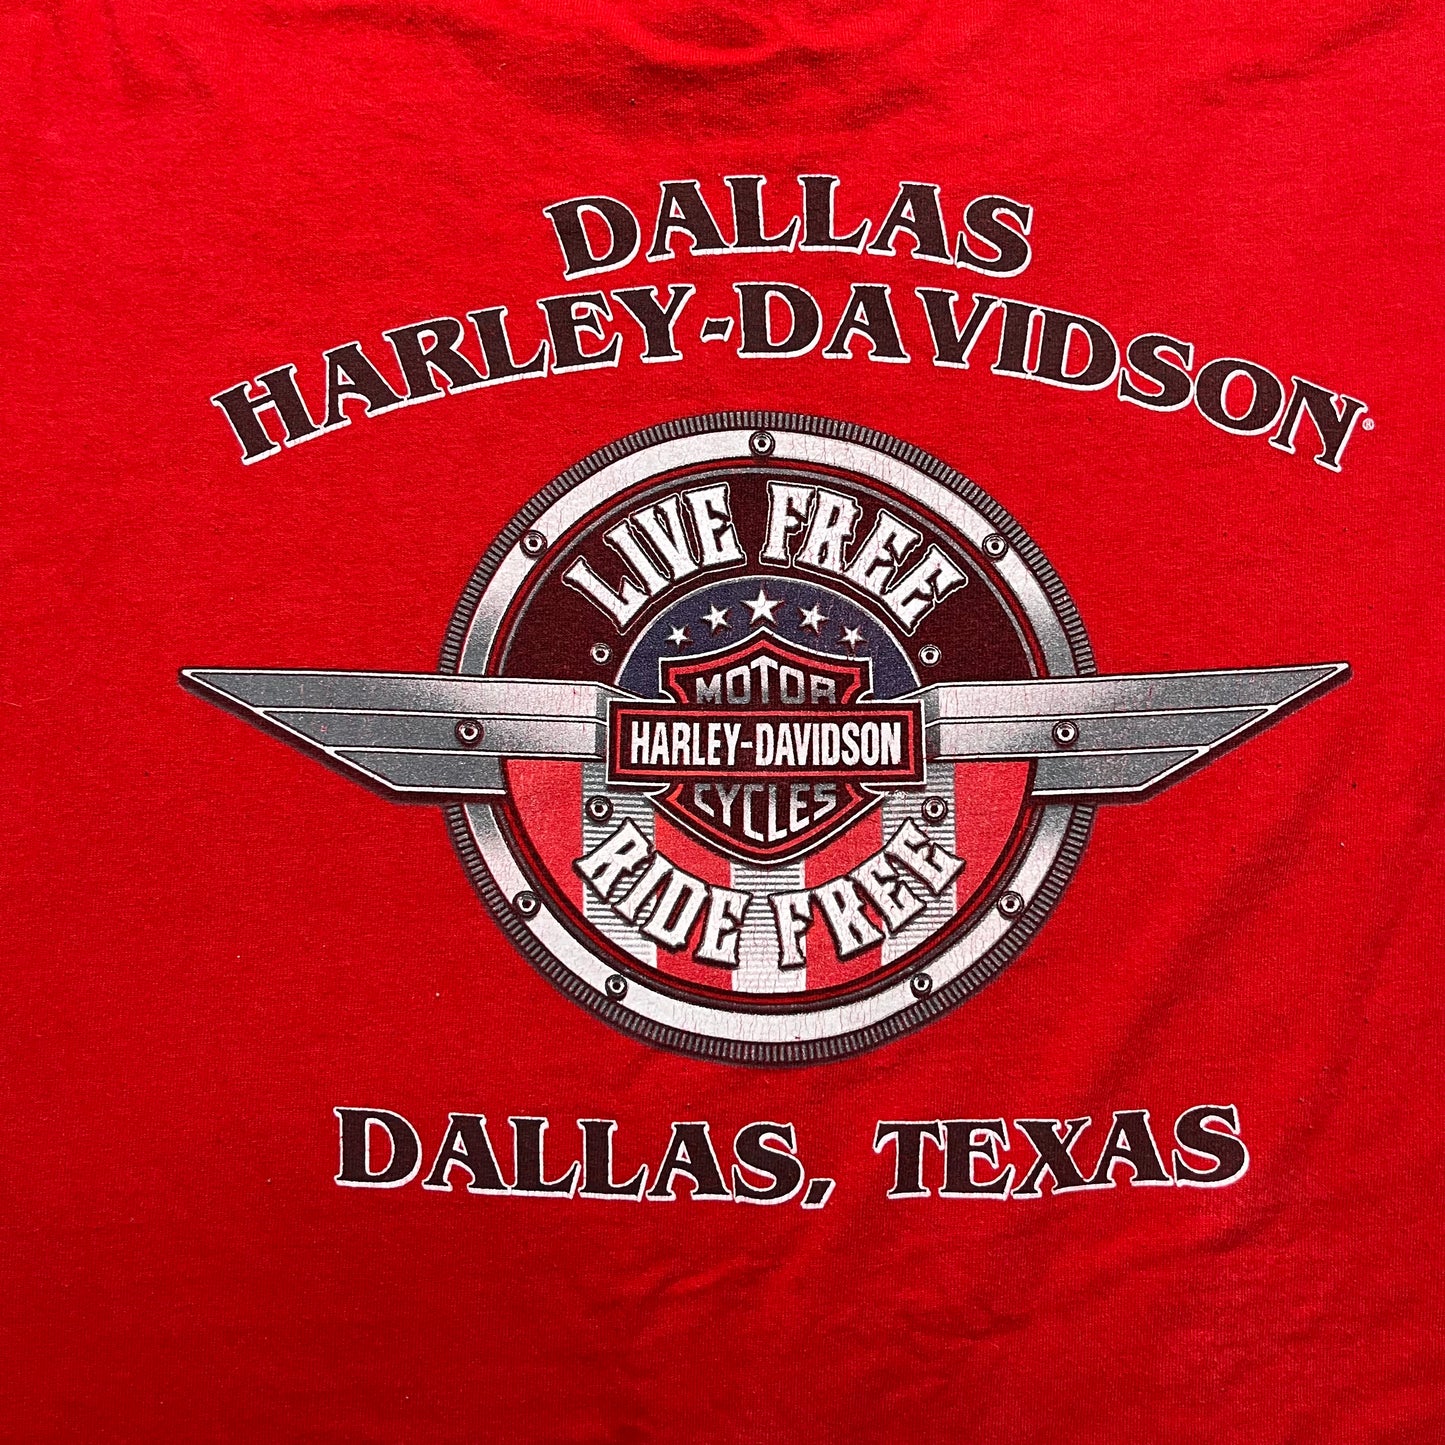 DALLAS
HARLEY-DAVIDSON®
LIVE FREE
MOTOR
HARLEY-DAVIDSON
CYCLES
RIDE FREE
DALLAS, TEXAS